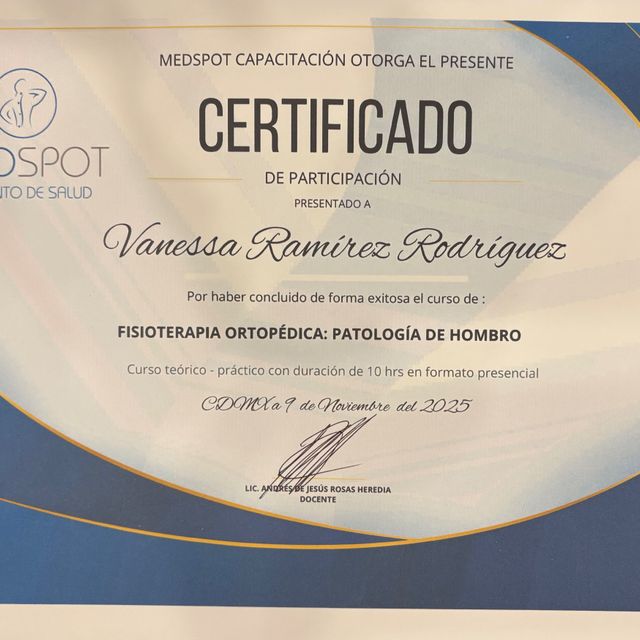 MEDSPOT CAPACITACIÓN OTORGA EL PRESENTE
CERTIFICADO
DE PARTICIPACIÓN
PRESENTADO A
Vanessa Ramírez Rodríguez
Por haber concluido de forma exitosa el curso de :
FISIOTERAPIA ORTOPÉDICA: PATOLOGÍA DE HOMBRO
Curso teórico - práctico con duración de 10 hrs en formato presencial
CDMX a 9 de Noviembre del 2025
LIC. ANDRÉS DE JESÚS ROSAS HEREDIA
DOCENTE
DSPOT
NTO DE SALUD